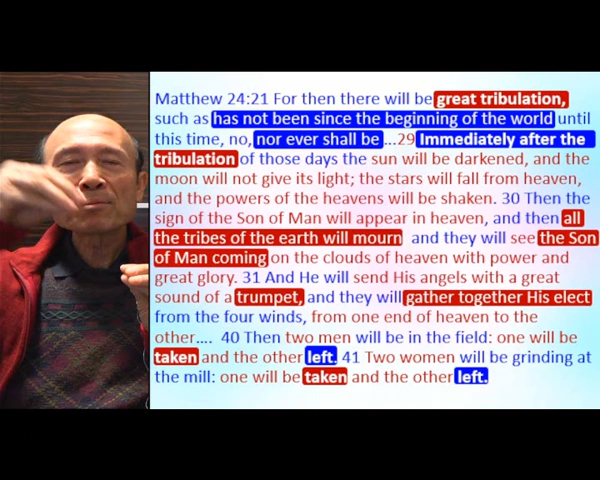 Matthew 24:21 For then there will be great tribulation,
such as has not been since the beginning of the world until
this time, no, nor ever shall be ...29 Immediately after the
tribulation of those days the sun will be darkened, and the
moon will not give its light; the stars will fall from heaven,
and the powers of the heavens will be shaken. 30 Then the
sign of the Son of Man will appear in heaven, and then all
the tribes of the earth will mourn and they will see the Son
of Man coming on the clouds of heaven with power and
great glory. 31 And He will send His angels with a great
sound of a trumpet, and they will gather together His elect
from the four winds, from one end of heaven to the
other.... 40 Then two men will be in the field: one will be
taken and the other left. 41 Two women will be grinding at
the mill: one will be taken and the other left.